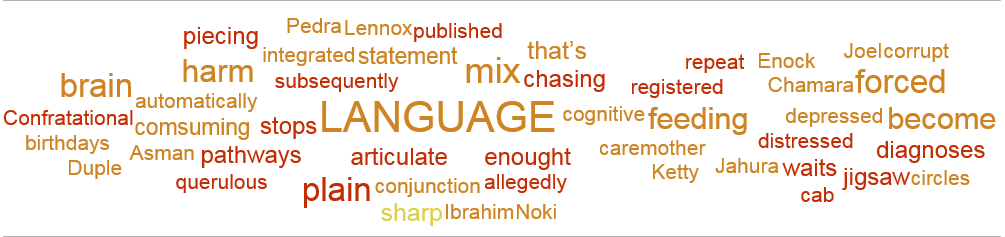 Pedra Lennox published
piecing that's
integrated statement Joel corrupt
brain harm subsequently mix chasing repeat Enock
registered Chamara forced
automatically
Confratational comsuming stops LANGUAGE cognitive feeding depressed become
birthdays Asman pathways articulate enought caremother distressed diagnoses
Duple querulous plain conjunction allegedly Ketty Jahura waits jigsaw circles
cab
sharp Ibrahim Noki